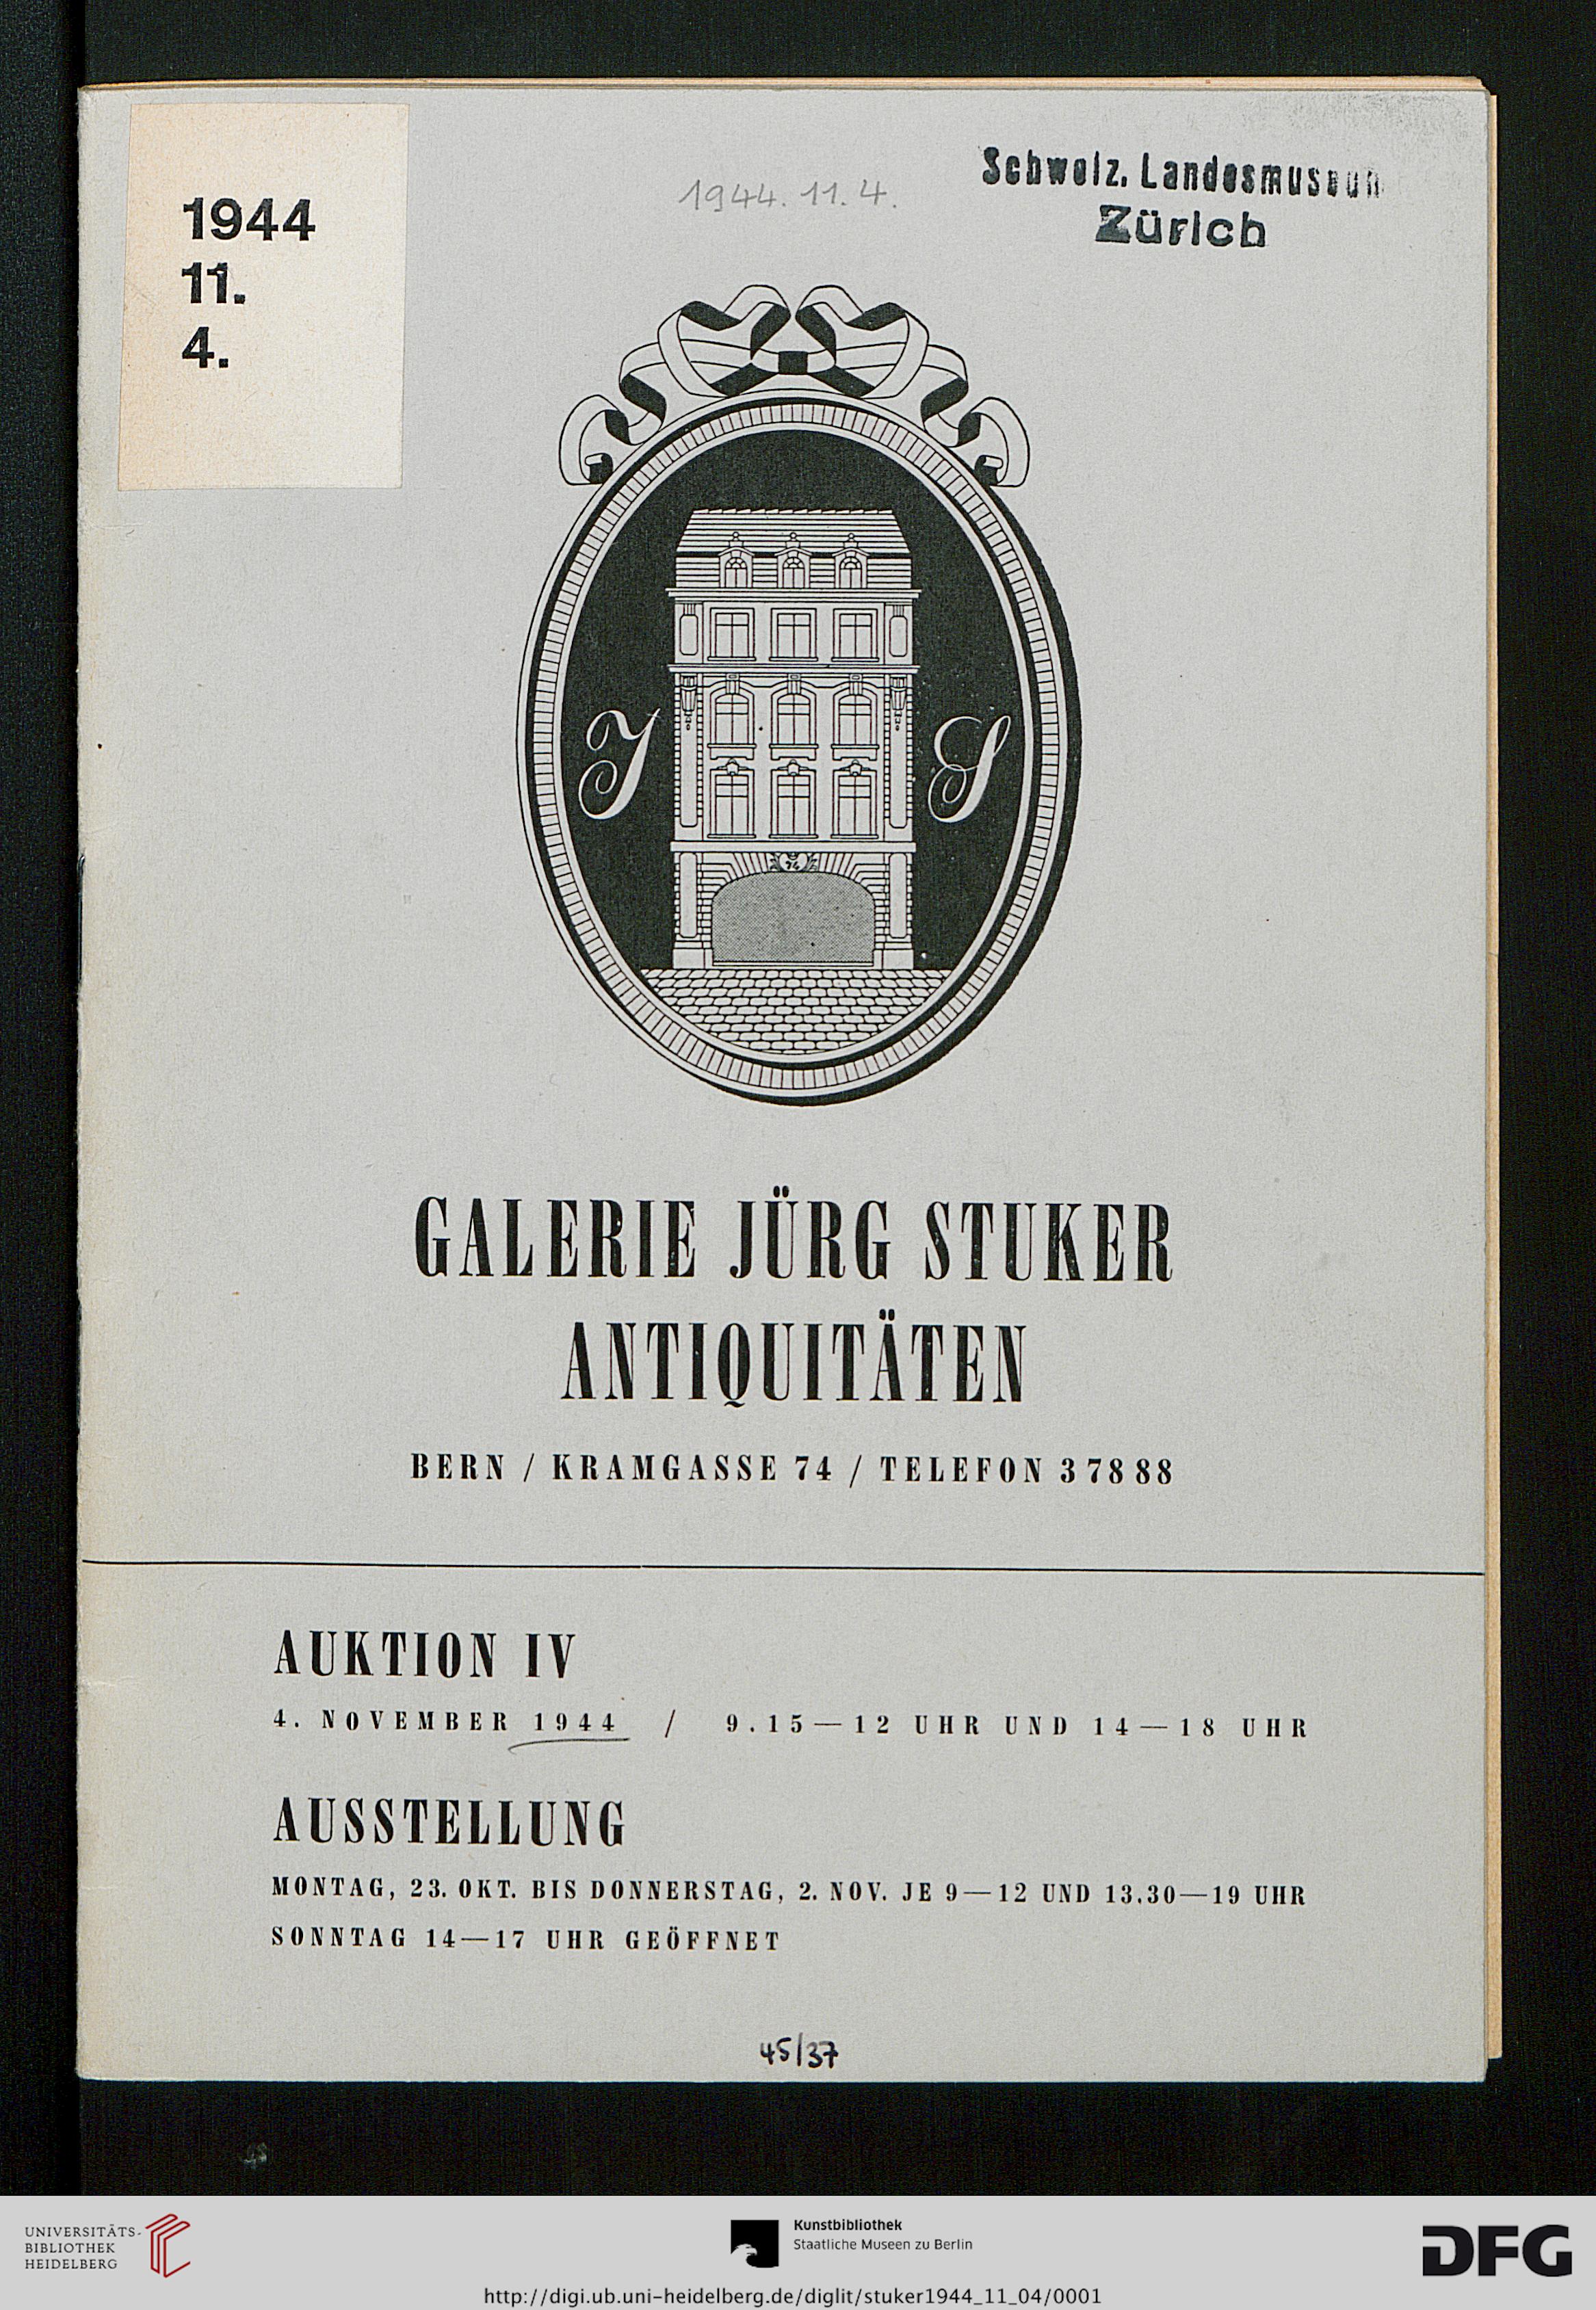 1944
11.
4.
1944. 11. 4.
Schweiz. Landesmuseum
Zürich
J S
74
GALERIE JÜRG STUKER
ANTIQUITÄTEN
BERN / KRAMGASSE 74 / TELEFON 3 78 88
AUKTION IV
4. NOVEMBER 1944 / 9.15—12 UHR UND 14—18 UHR
AUSSTELLUNG
MONTAG, 23. OKT. BIS DONNERSTAG, 2. NOV. JE 9—12 UND 13.30—19 UHR
SONNTAG 14—17 UHR GEÖFFNET
45/37
UNIVERSITÄTS-
BIBLIOTHEK
HEIDELBERG
Kunstbibliothek
Staatliche Museen zu Berlin
DFG
http://digi.ub.uni-heidelberg.de/diglit/stuker1944_11_04/0001